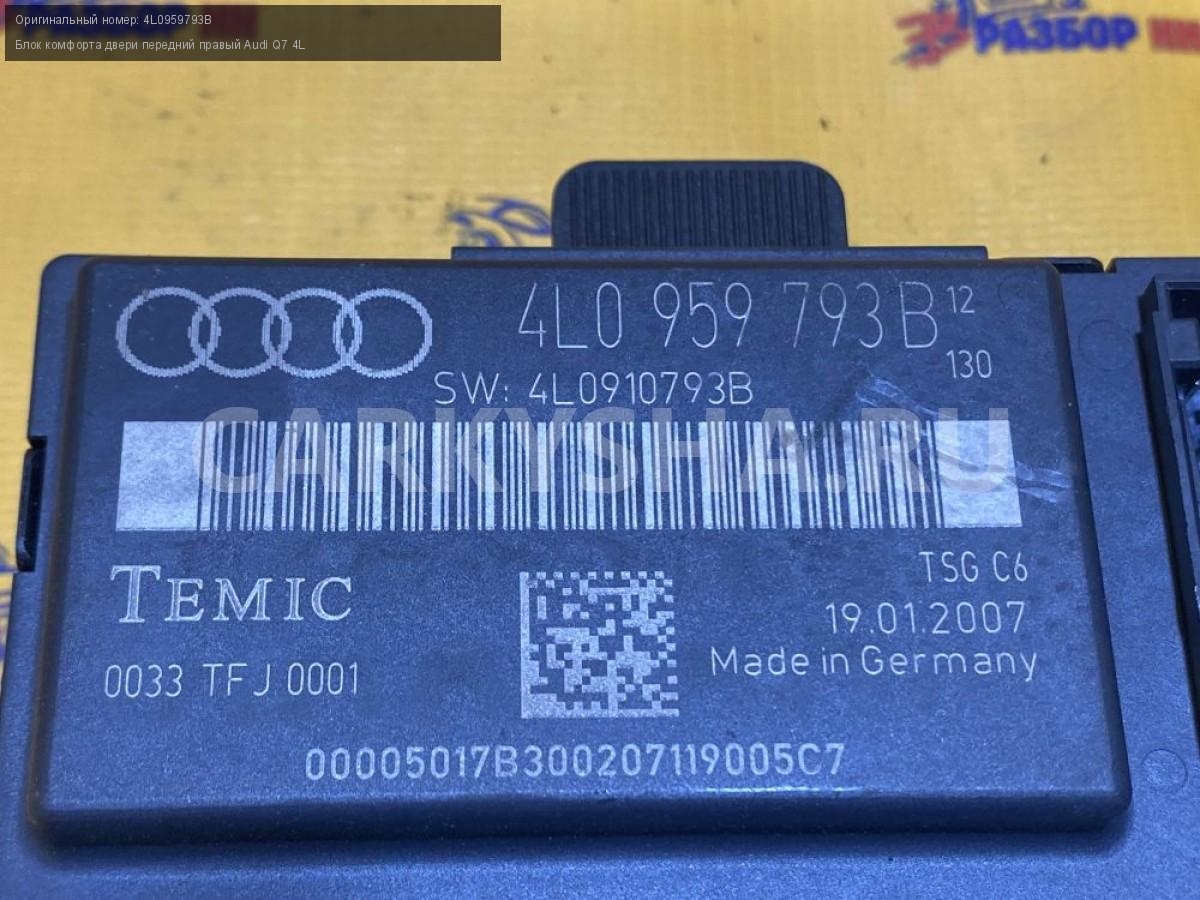 Оригинальный номер: 4L0959793B
Блок комфорта двери передний правый Audi Q7 4L
РАЗБОР
4L0 959 793 B 12
130
SW: 4L0910793B
CARKYSHA.RU
TEMIC
TSG C6
19.01.2007
Made in Germany
0033 TFJ 0001
00005017B300207119005C7